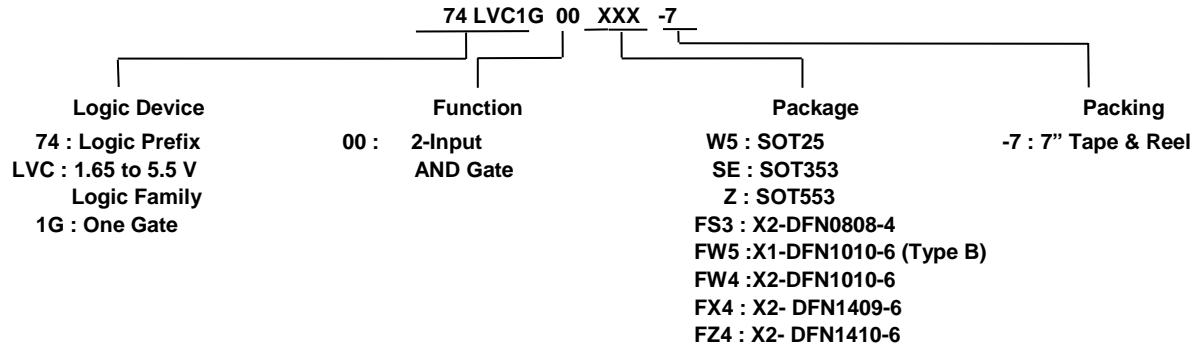 74 LVC1G 00 XXX -7
Logic Device
74 : Logic Prefix
LVC : 1.65 to 5.5 V
Logic Family
1G : One Gate
Function
00 : 2-Input
AND Gate
Package
W5 : SOT25
SE : SOT353
Z : SOT553
FS3 : X2-DFN0808-4
FW5 :X1-DFN1010-6 (Type B)
FW4 :X2-DFN1010-6
FX4 : X2- DFN1409-6
FZ4 : X2- DFN1410-6
Packing
-7 : 7” Tape & Reel